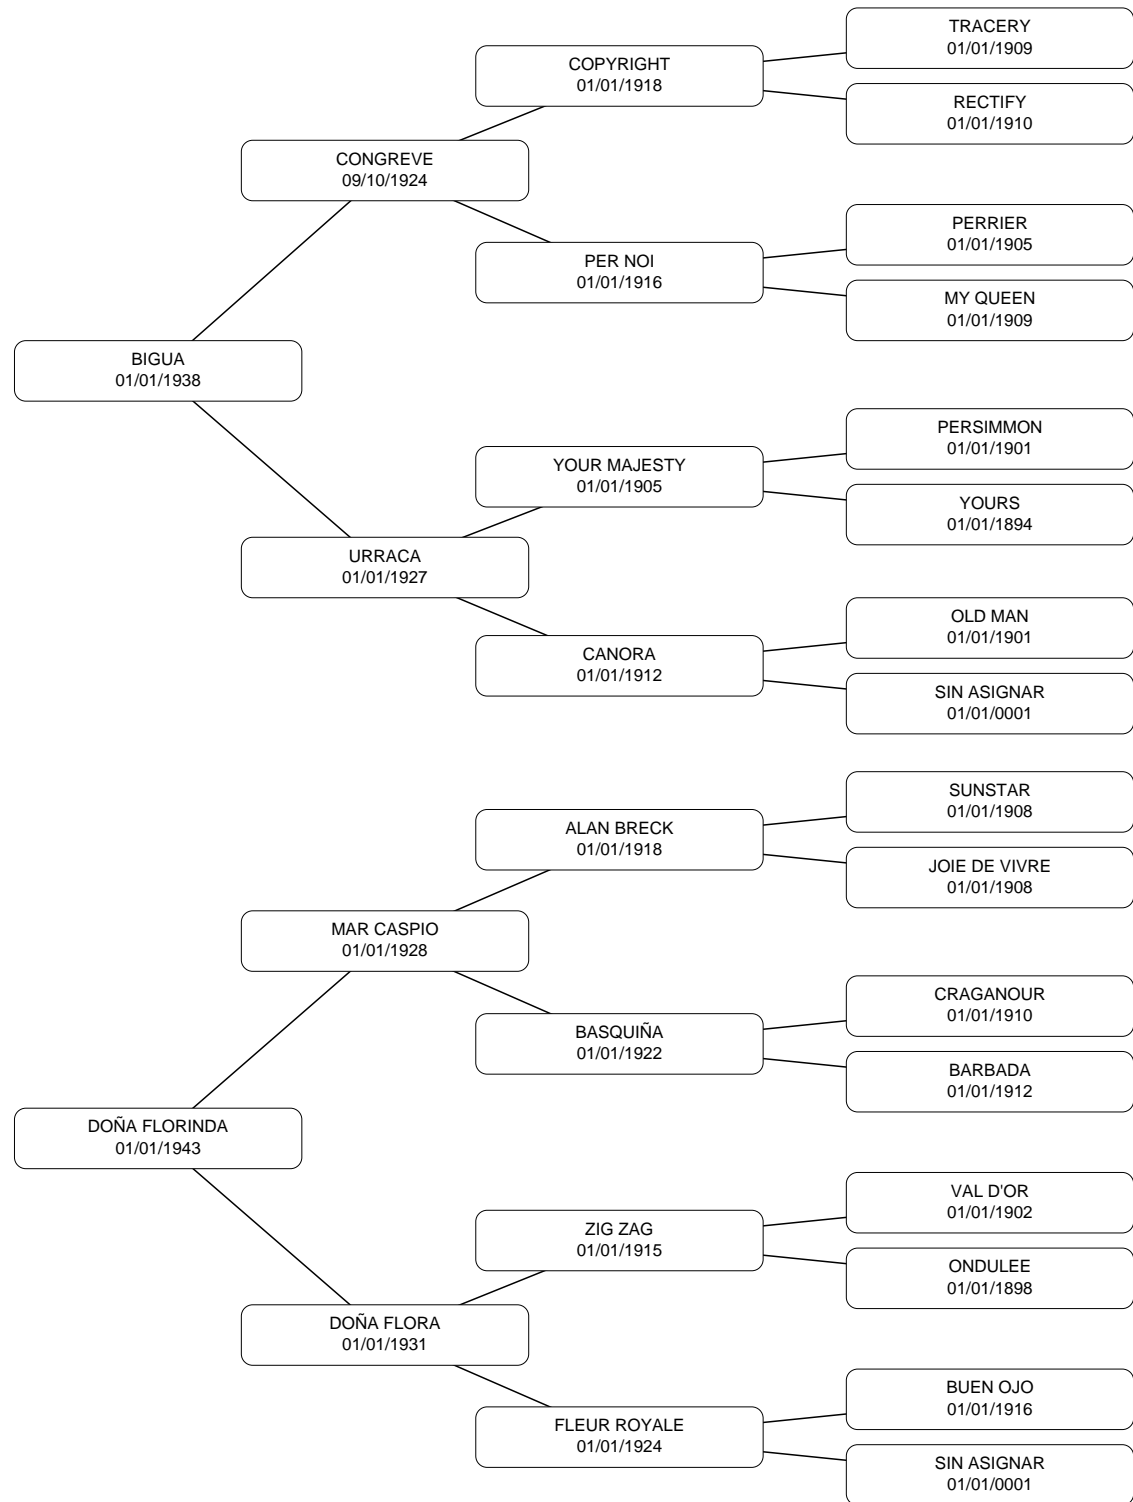 TRACERY
01/01/1909
COPYRIGHT
01/01/1918
RECTIFY
01/01/1910
CONGREVE
09/10/1924
PERRIER
01/01/1905
PER NOI
01/01/1916
MY QUEEN
01/01/1909
BIGUA
01/01/1938
PERSIMMON
01/01/1901
YOUR MAJESTY
01/01/1905
YOURS
01/01/1894
URRACA
01/01/1927
OLD MAN
01/01/1901
CANORA
01/01/1912
SIN ASIGNAR
01/01/0001
SUNSTAR
01/01/1908
ALAN BRECK
01/01/1918
JOIE DE VIVRE
01/01/1908
MAR CASPIO
01/01/1928
CRAGANOUR
01/01/1910
BASQUIÑA
01/01/1922
BARBADA
01/01/1912
DOÑA FLORINDA
01/01/1943
VAL D'OR
01/01/1902
ZIG ZAG
01/01/1915
ONDULEE
01/01/1898
DOÑA FLORA
01/01/1931
BUEN OJO
01/01/1916
FLEUR ROYALE
01/01/1924
SIN ASIGNAR
01/01/0001